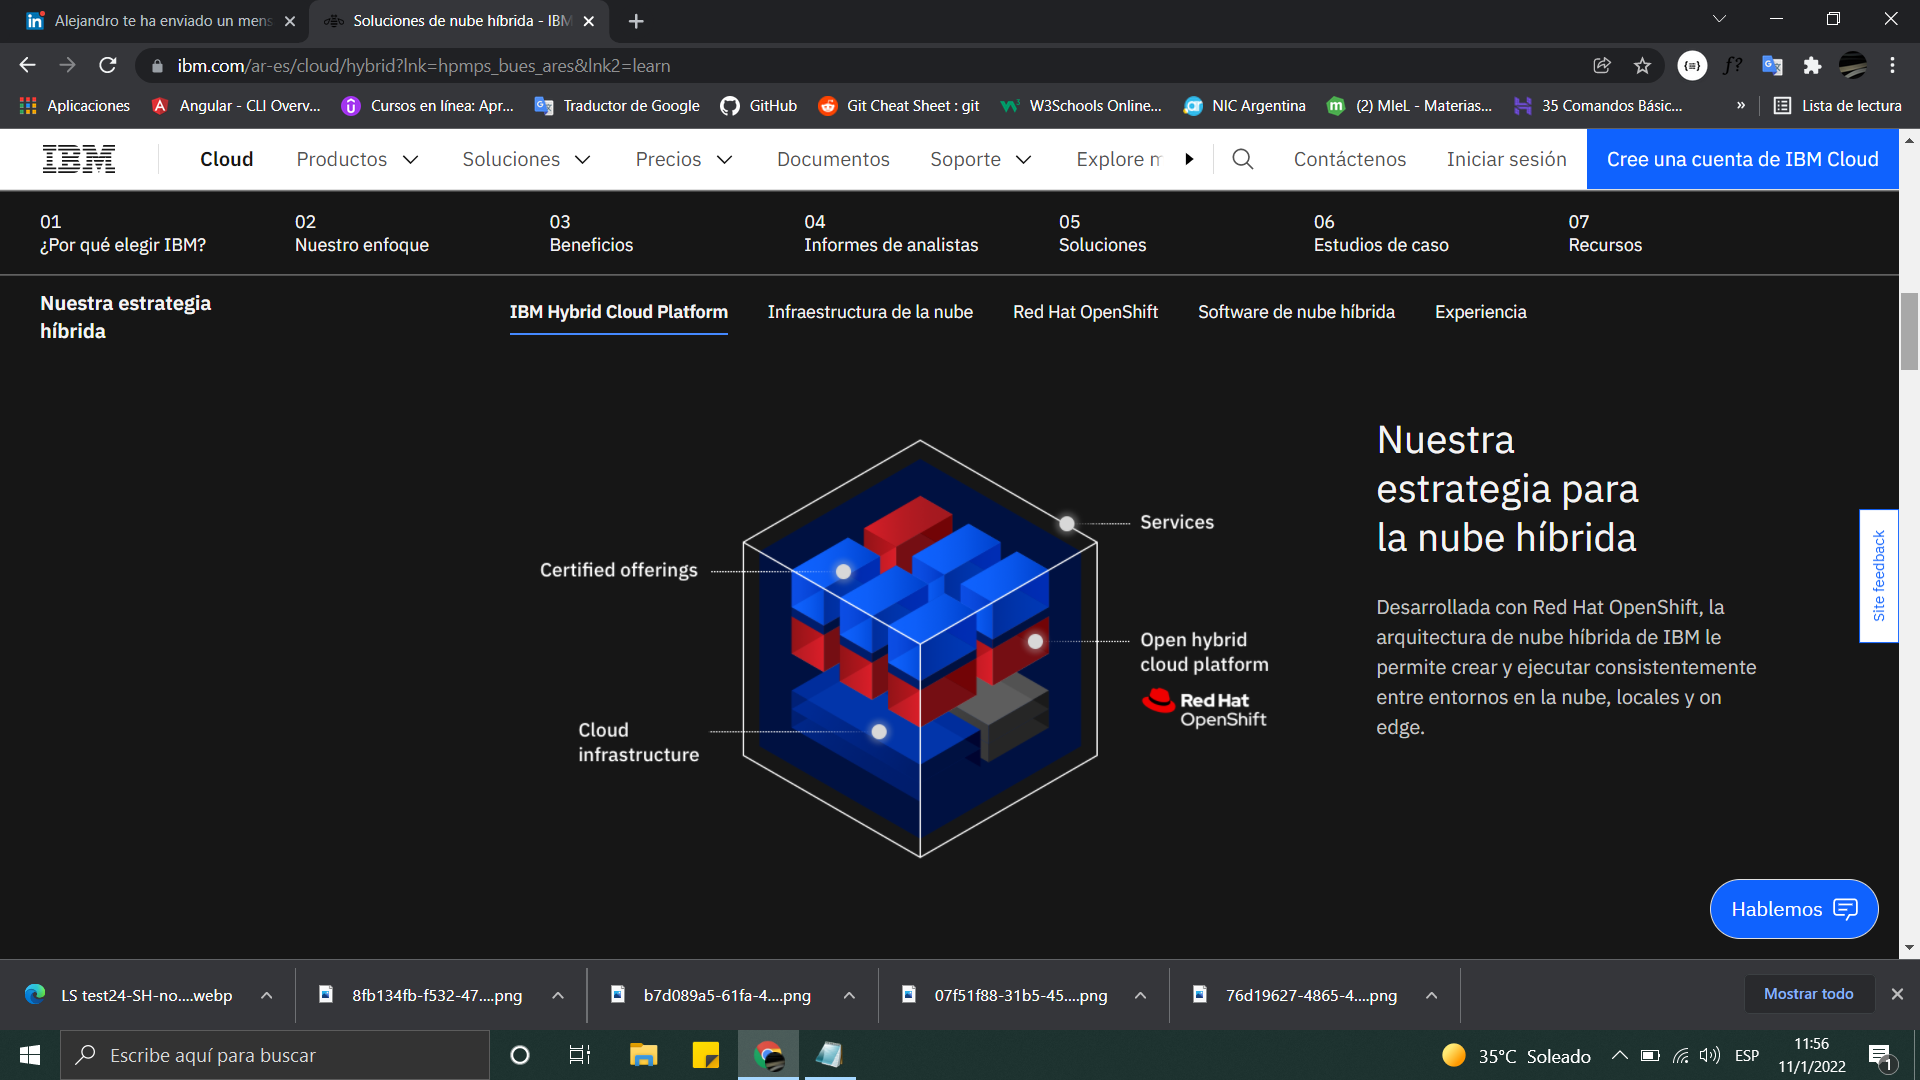 Alejandro te ha enviado un mens
Soluciones de nube híbrida - IBM
ibm.com/ar-es/cloud/hybrid?lnk=hpmps_bues_ares&lnk2=learn
Aplicaciones
Angular - CLI Overv...
Cursos en línea: Apr...
Traductor de Google
GitHub
Git Cheat Sheet : git
W3Schools Online...
NIC Argentina
(2) MIeL - Materias...
35 Comandos Básic...
»
Lista de lectura
IBM
Cloud
Productos
Soluciones
Precios
Documentos
Soporte
Explore m
Contáctenos
Iniciar sesión
Cree una cuenta de IBM Cloud
01
¿Por qué elegir IBM?
02
Nuestro enfoque
03
Beneficios
04
Informes de analistas
05
Soluciones
06
Estudios de caso
07
Recursos
Nuestra estrategia
híbrida
IBM Hybrid Cloud Platform
Infraestructura de la nube
Red Hat OpenShift
Software de nube híbrida
Experiencia
Services
Certified offerings
Open hybrid
cloud platform
Red Hat
OpenShift
Cloud
infrastructure
Nuestra
estrategia para
la nube híbrida
Desarrollada con Red Hat OpenShift, la
arquitectura de nube híbrida de IBM le
permite crear y ejecutar consistentemente
entre entornos en la nube, locales y on
edge.
Site feedback
Hablemos
LS test24-SH-no....webp
8fb134fb-f532-47....png
b7d089a5-61fa-4....png
07f51f88-31b5-45....png
76d19627-4865-4....png
Mostrar todo
Escribe aquí para buscar
35°C Soleado
ESP
11:56
11/1/2022
1